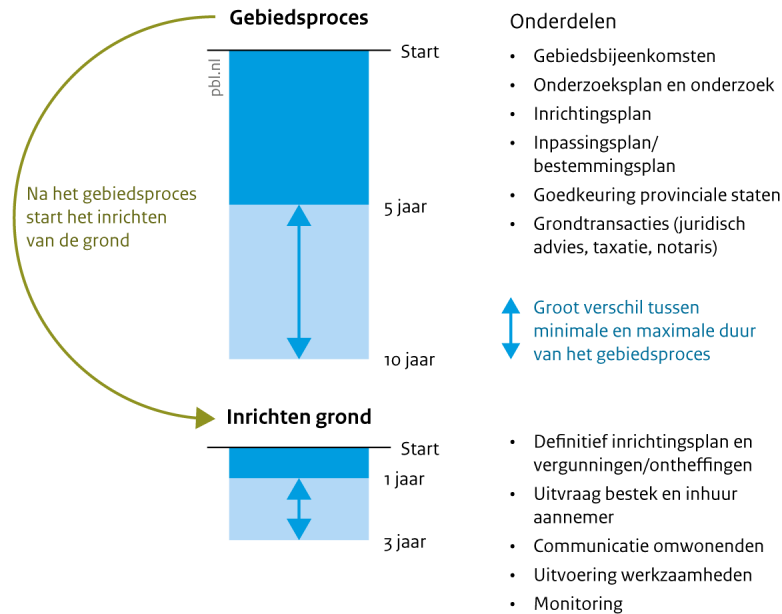 Gebiedsproces
Start
pbl.nl
5 jaar
10 jaar
Na het gebiedsproces
start het inrichten
van de grond
Onderdelen
• Gebiedsbijeenkomsten
• Onderzoeksplan en onderzoek
• Inrichtingsplan
• Inpassingsplan/
bestemmingsplan
• Goedkeuring provinciale staten
• Grondtransacties (juridisch
advies, taxatie, notaris)
Groot verschil tussen
minimale en maximale duur
van het gebiedsproces
Inrichten grond
Start
1 jaar
3 jaar
• Definitief inrichtingsplan en
vergunningen/ontheffingen
• Uitvraag bestek en inhuur
aannemer
• Communicatie omwonenden
• Uitvoering werkzaamheden
• Monitoring